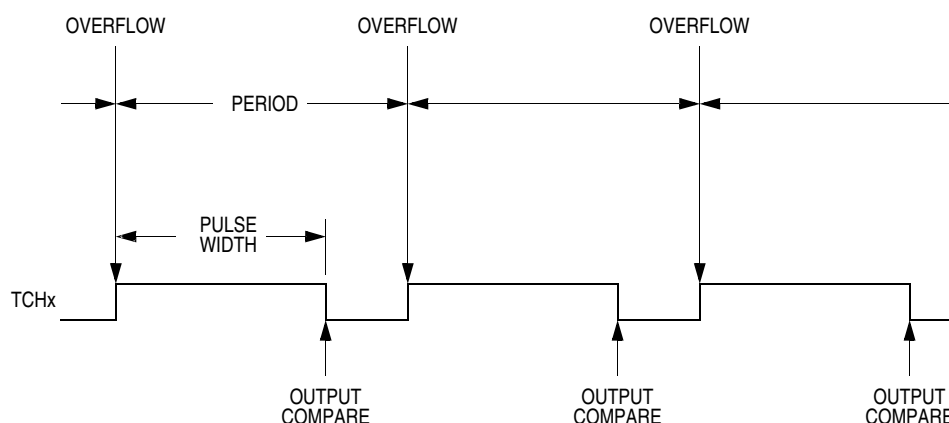 OVERFLOW
OVERFLOW
OVERFLOW
PERIOD
PULSE
WIDTH
TCHx
OUTPUT
COMPARE
OUTPUT
COMPARE
OUTPUT
COMPARE